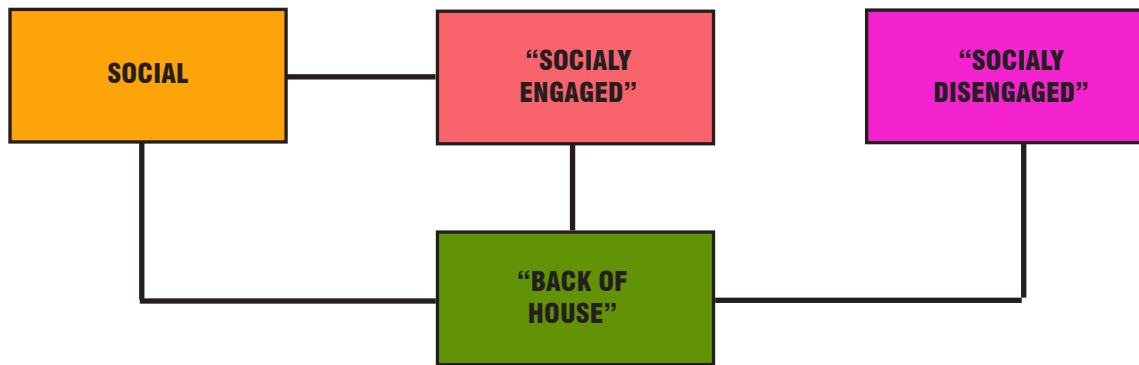 SOCIAL
“SOCIALY
ENGAGED”
“SOCIALY
DISENGAGED”
“BACK OF
HOUSE”